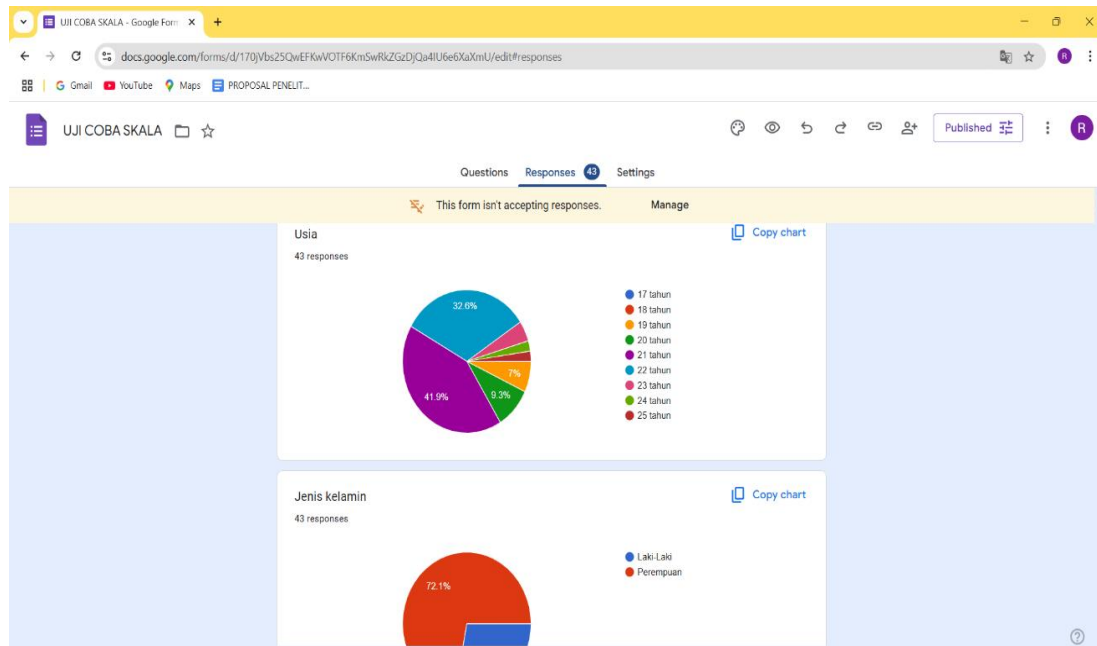 UJI COBA SKALA - Google Form
docs.google.com/forms/d/170jVbs25QwEFKwVOTF6KmSwRkZGzDjQa4IU6e6XaXmU/edit#responses
R
Gmail YouTube Maps PROPOSAL PENELIT...
UJI COBA SKALA
Published
R
Questions Responses 43 Settings
This form isn't accepting responses. Manage
Usia
Copy chart
43 responses
32.6%
7%
9.3%
41.9%
17 tahun
18 tahun
19 tahun
20 tahun
21 tahun
22 tahun
23 tahun
24 tahun
25 tahun
Jenis kelamin
Copy chart
43 responses
72.1%
Laki-Laki
Perempuan